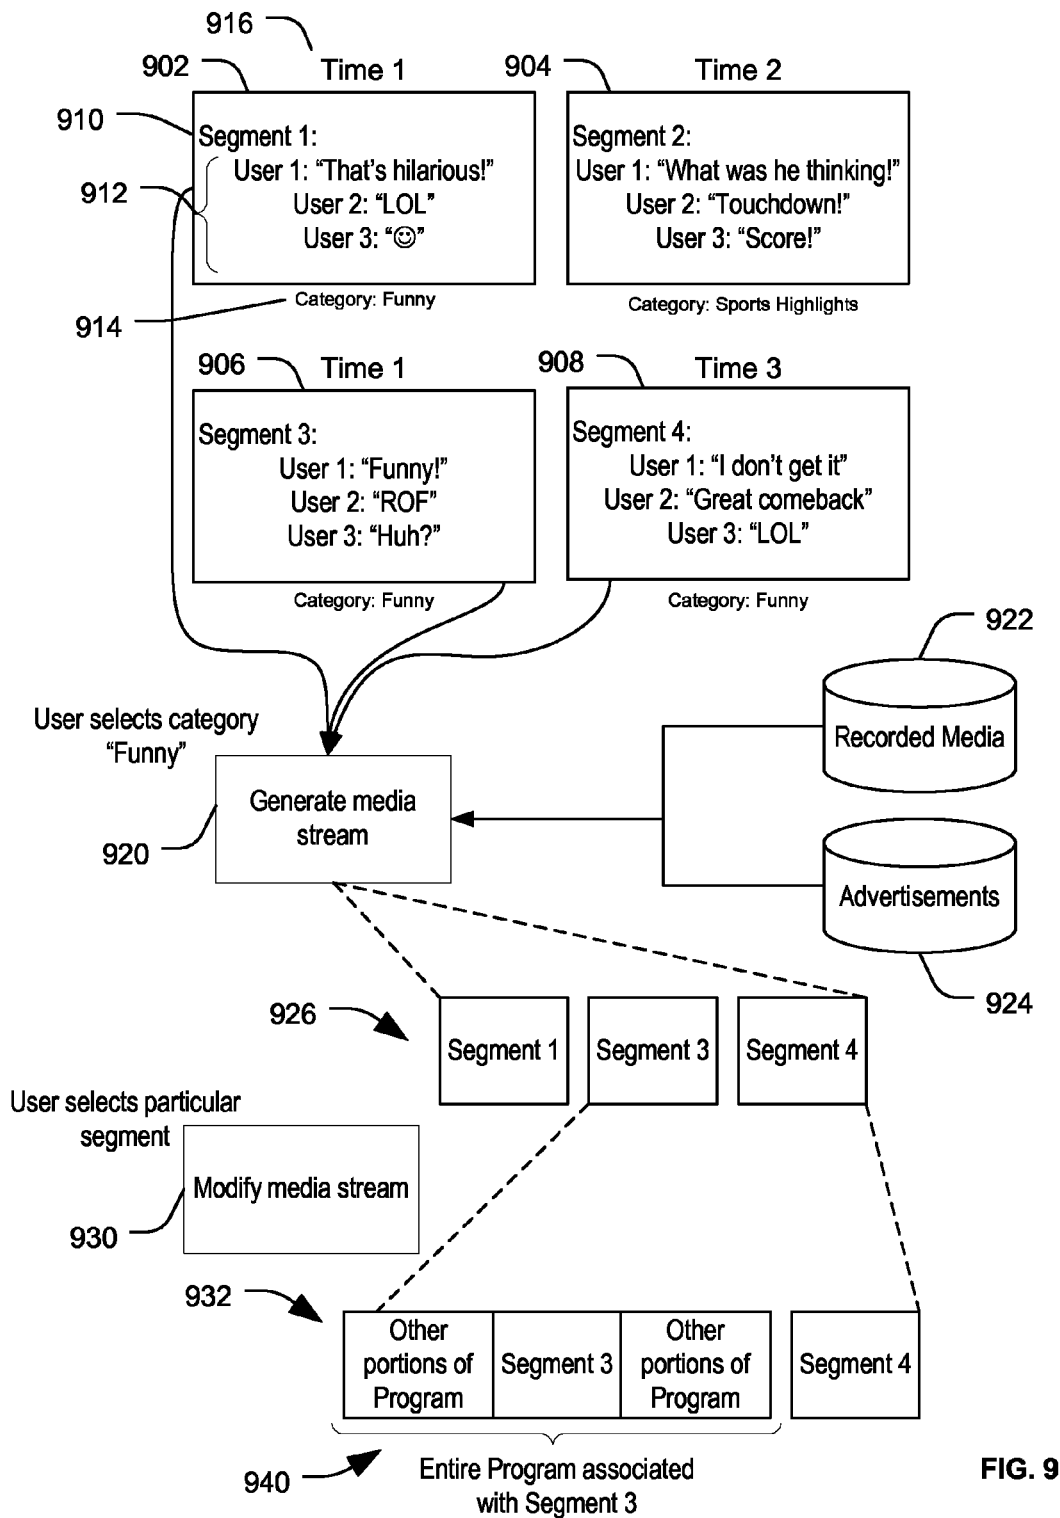 916
902
Time 1
904
Time 2
910
Segment 1:
User 1: “That’s hilarious!”
912
User 2: “LOL”
User 3: “☺”
Segment 2:
User 1: “What was he thinking!”
User 2: “Touchdown!”
User 3: “Score!”
914
Category: Funny
Category: Sports Highlights
906
Time 1
908
Time 3
Segment 3:
User 1: “Funny!”
User 2: “ROF”
User 3: “Huh?”
Segment 4:
User 1: “I don’t get it”
User 2: “Great comeback”
User 3: “LOL”
Category: Funny
Category: Funny
922
User selects category
“Funny”
Recorded Media
Generate media
stream
920
Advertisements
924
926
Segment 1
Segment 3
Segment 4
User selects particular
segment
Modify media stream
930
932
Other
portions of
Program
Segment 3
Other
portions of
Program
Segment 4
940
Entire Program associated
with Segment 3
FIG. 9